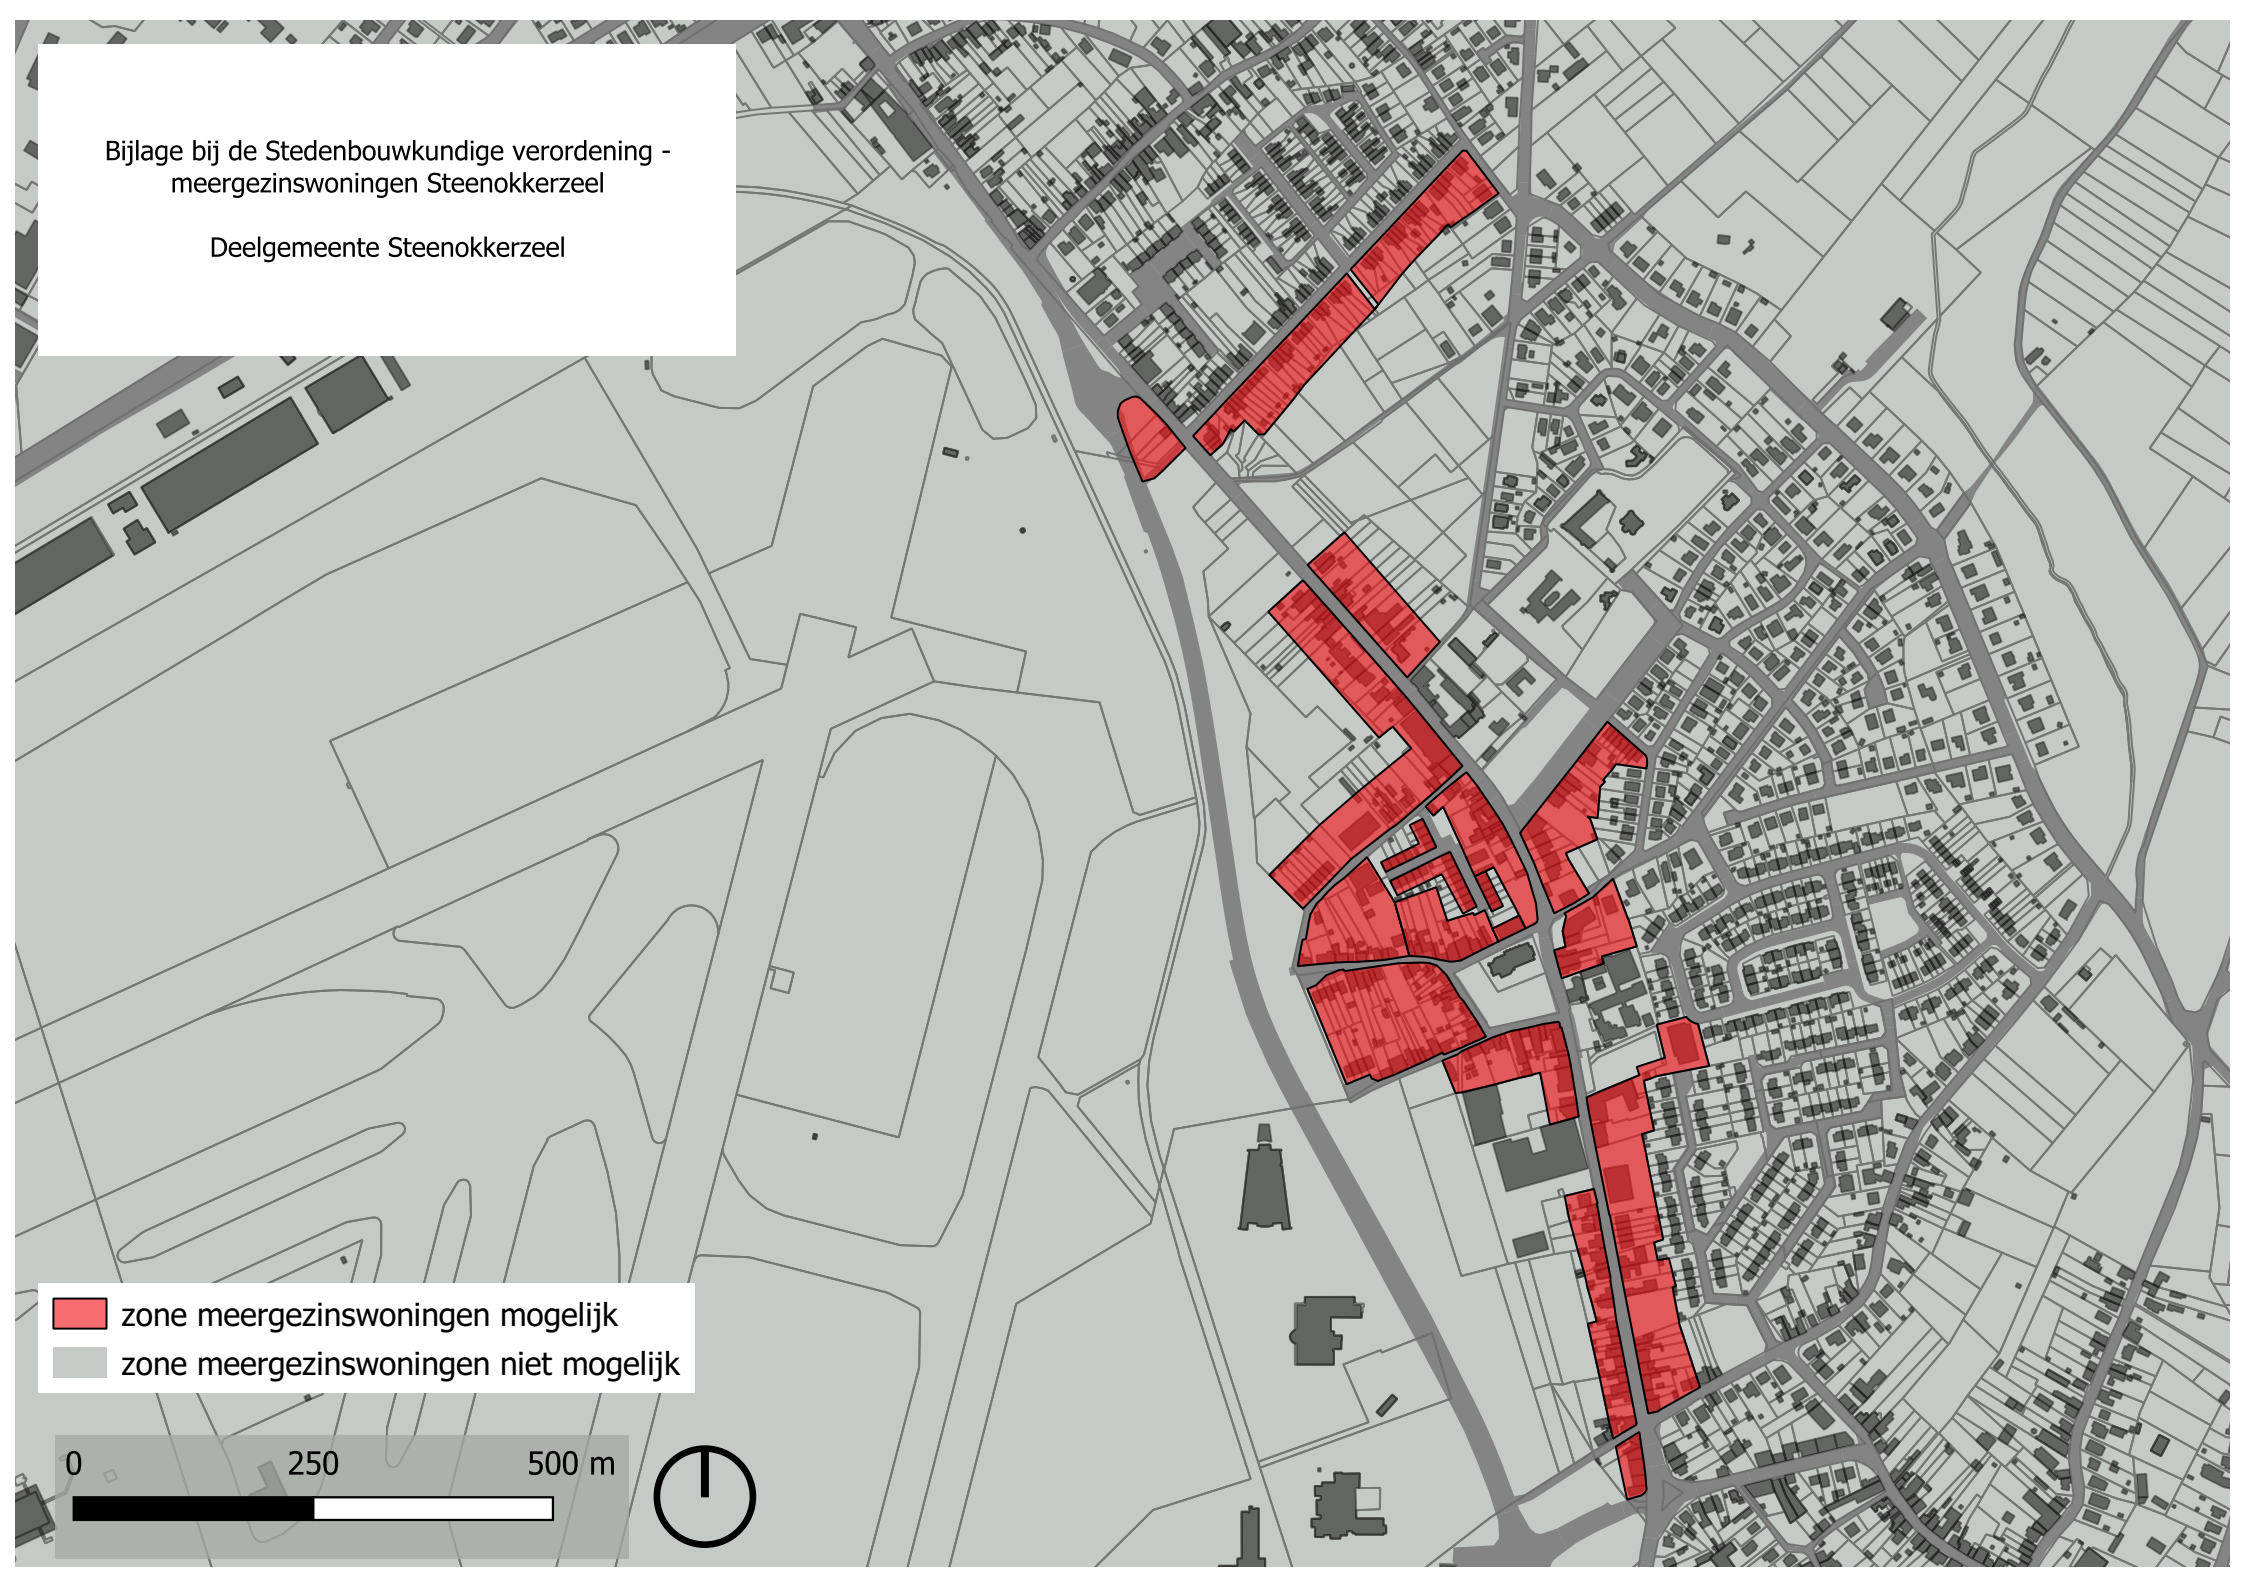 Bijlage bij de Stedenbouwkundige verordening -
meergezinswoningen Steenokkerzeel
Deelgemeente Steenokkerzeel
zone meergezinswoningen mogelijk
zone meergezinswoningen niet mogelijk
0 250 500 m